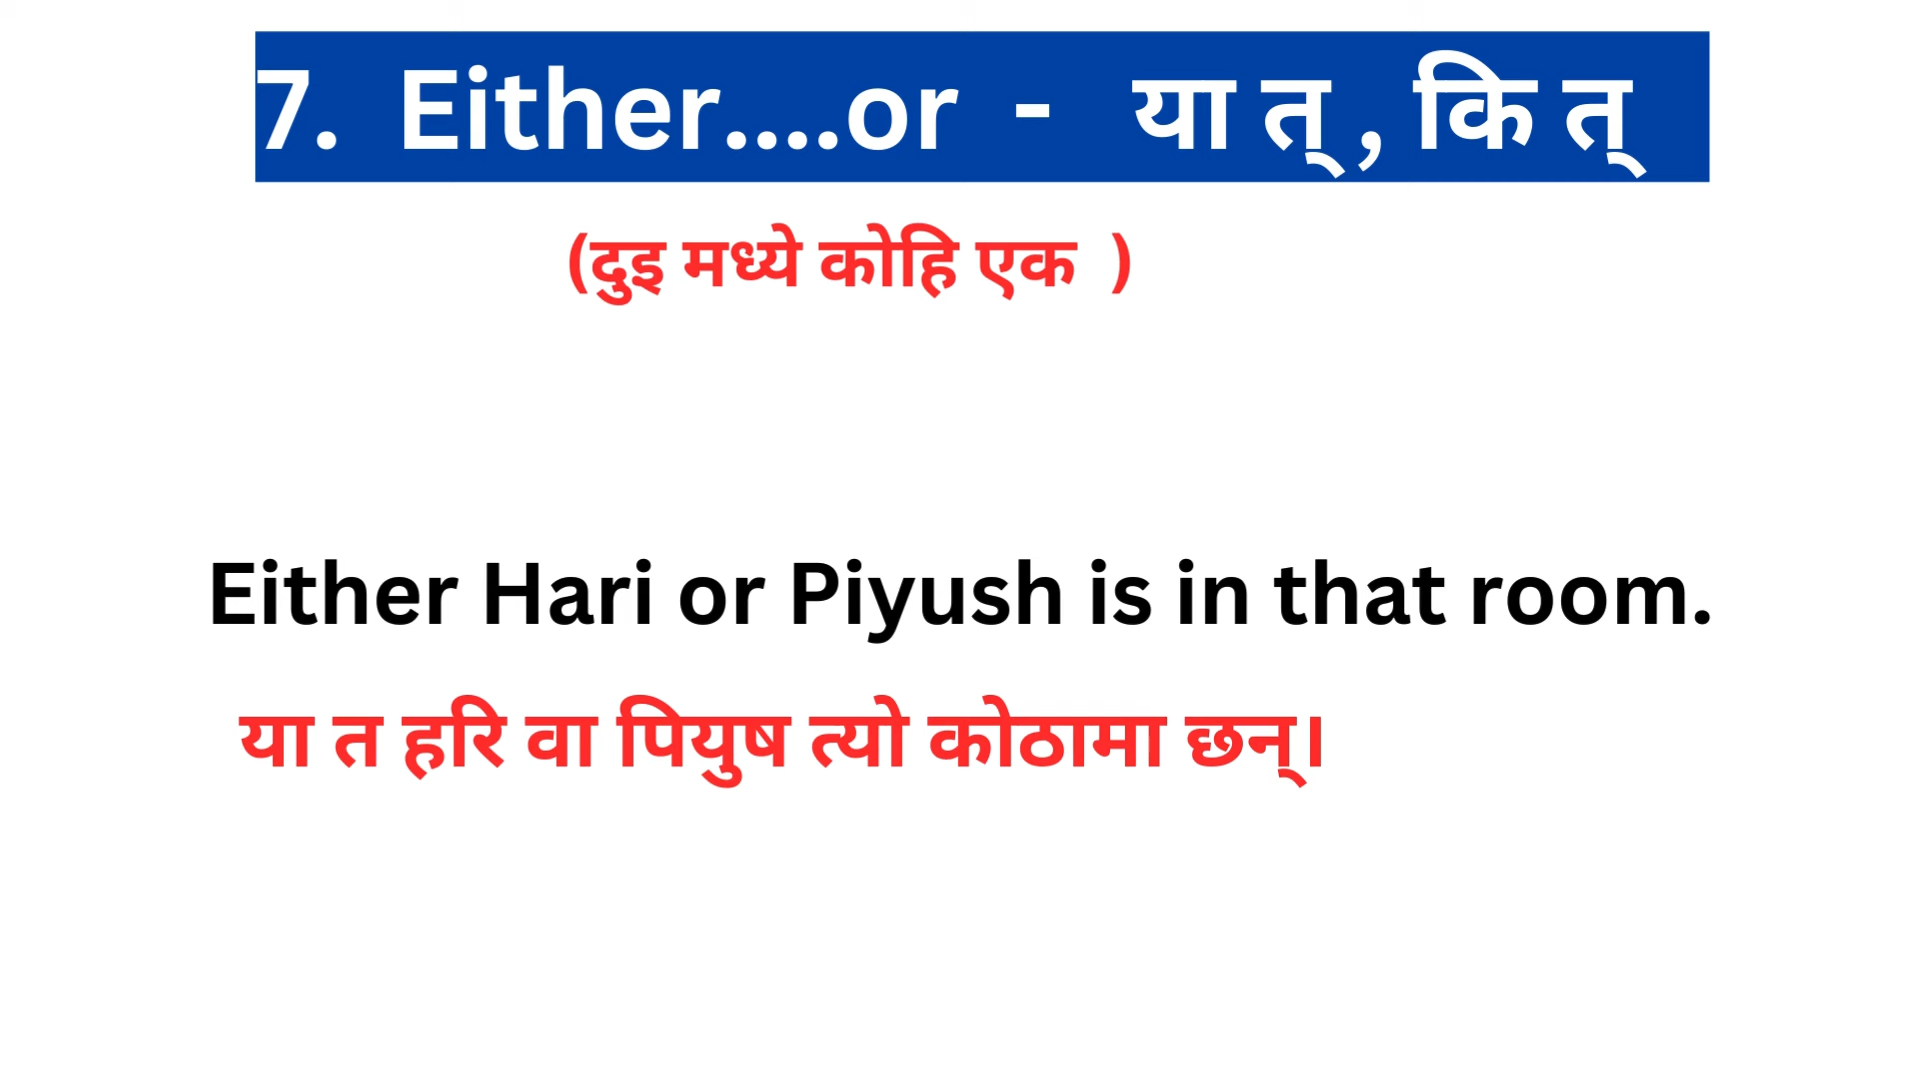 7. Either....or - या त् , कि त्
(दुइ मध्ये कोहि एक )
Either Hari or Piyush is in that room.
या त हरि वा पियुष त्यो कोठामा छन्।